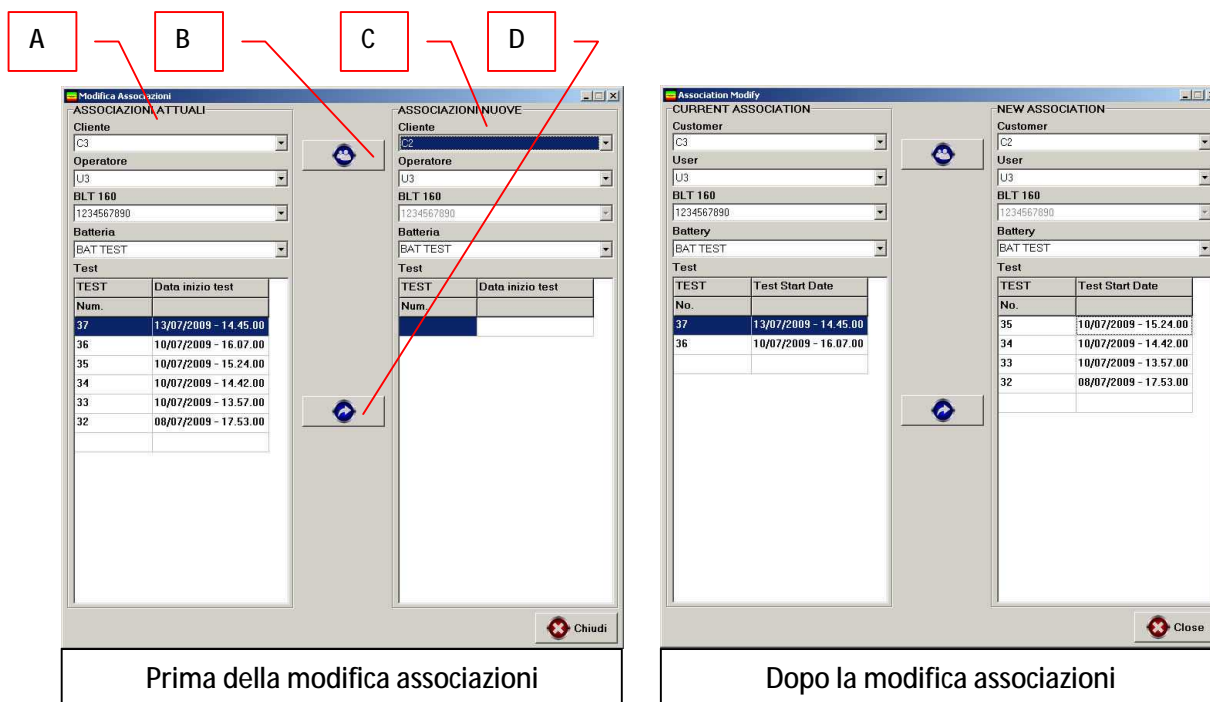 A B C D
Modifica Associazioni
ASSOCIAZIONI ATTUALI
Cliente
C3
Operatore
U3
BLT 160
1234567890
Batteria
BAT TEST
Test
TEST Data inizio test
Num.
37 13/07/2009 - 14.45.00
36 10/07/2009 - 16.07.00
35 10/07/2009 - 15.24.00
34 10/07/2009 - 14.42.00
33 10/07/2009 - 13.57.00
32 08/07/2009 - 17.53.00
ASSOCIAZIONI NUOVE
Cliente
C2
Operatore
U3
BLT 160
1234567890
Batteria
BAT TEST
Test
TEST Data inizio test
Num.
Chiudi
Prima della modifica associazioni
Association Modify
CURRENT ASSOCIATION
Customer
C3
User
U3
BLT 160
1234567890
Battery
BAT TEST
Test
TEST Test Start Date
No.
37 13/07/2009 - 14.45.00
36 10/07/2009 - 16.07.00
NEW ASSOCIATION
Customer
C2
User
U3
BLT 160
1234567890
Battery
BAT TEST
Test
TEST Test Start Date
No.
35 10/07/2009 - 15.24.00
34 10/07/2009 - 14.42.00
33 10/07/2009 - 13.57.00
32 08/07/2009 - 17.53.00
Close
Dopo la modifica associazioni